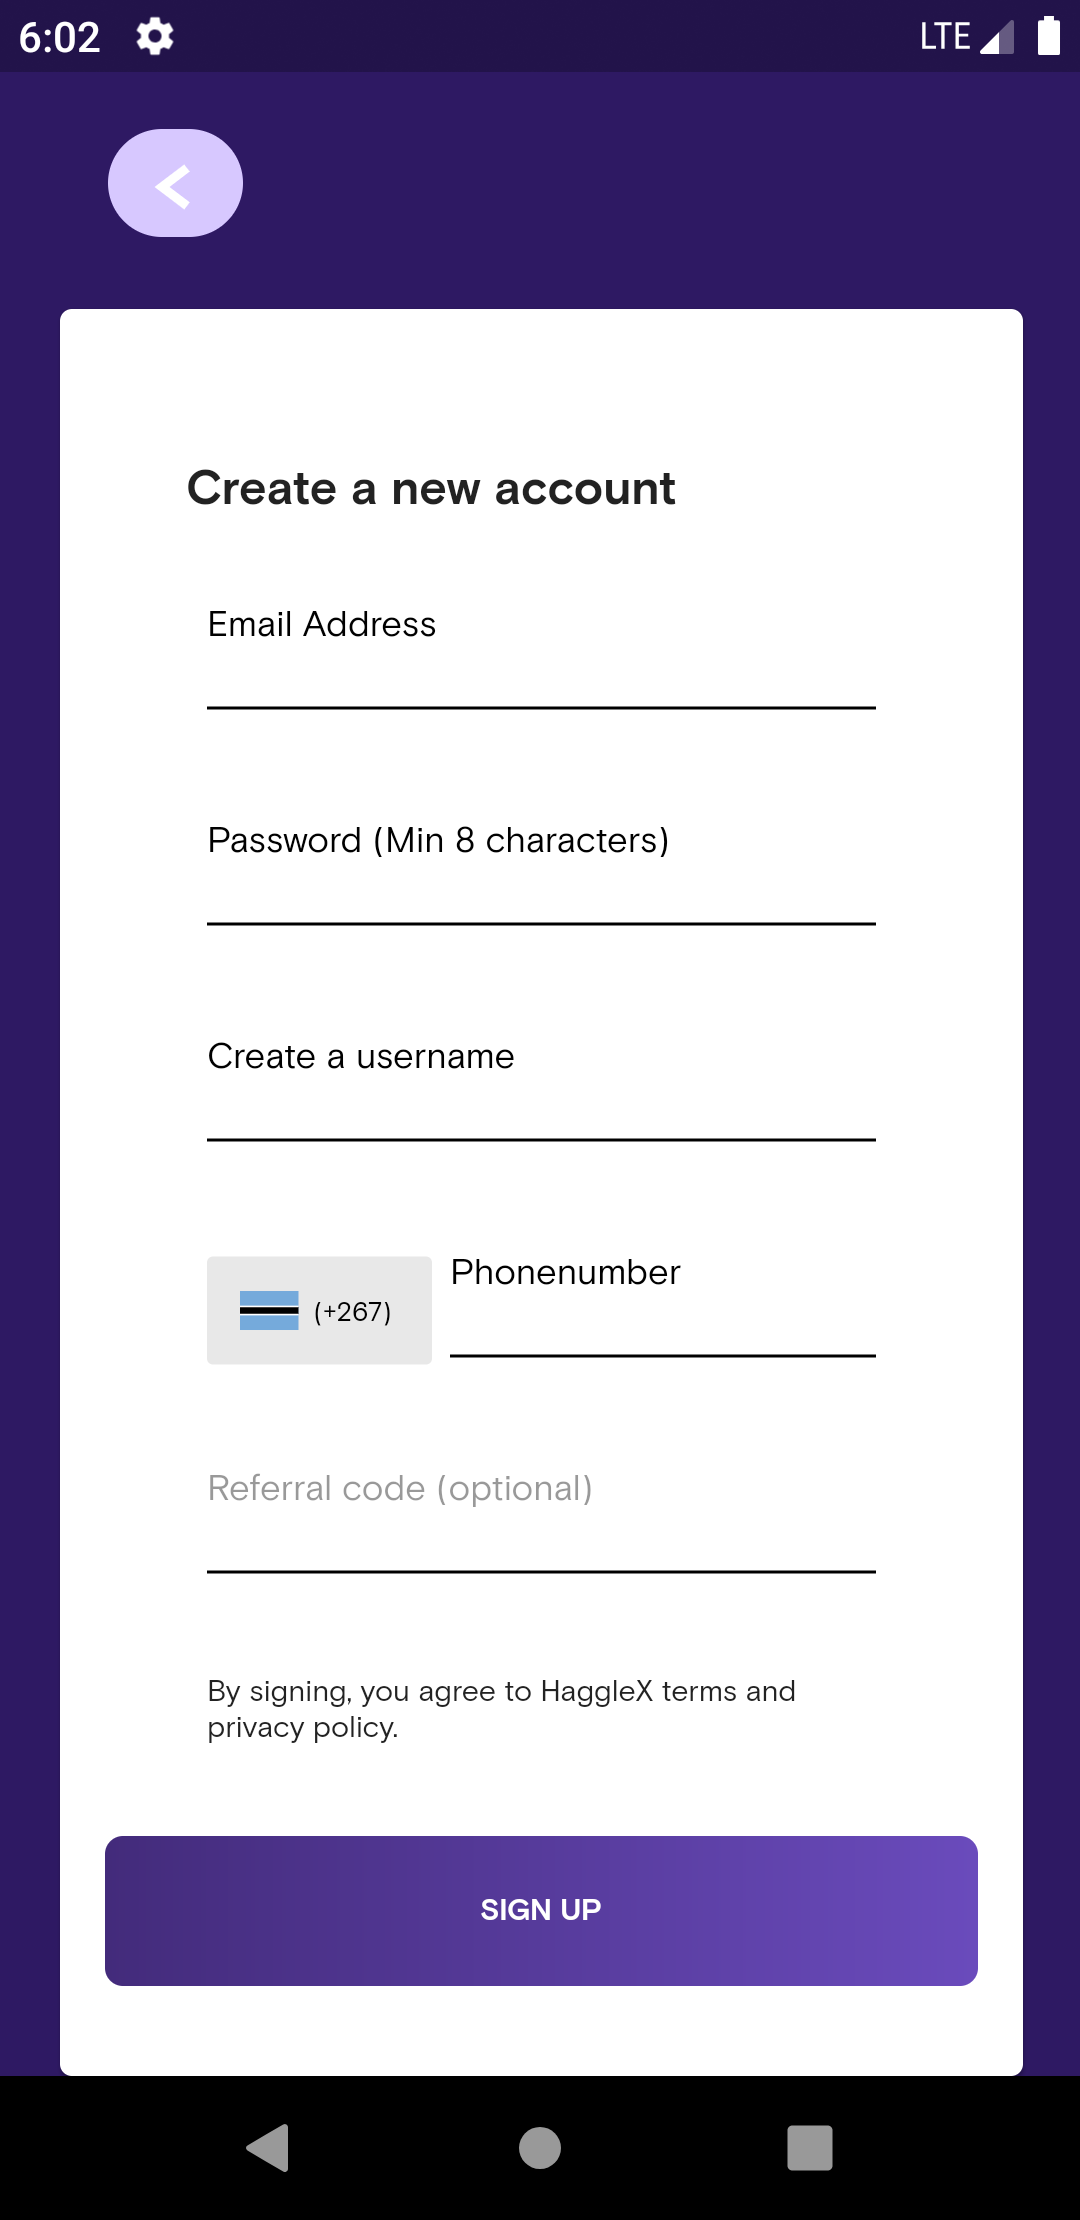 6:02
LTE
Create a new account
Email Address
Password (Min 8 characters)
Create a username
Phonenumber
(+267)
Referral code (optional)
By signing, you agree to HaggleX terms and
privacy policy.
SIGN UP